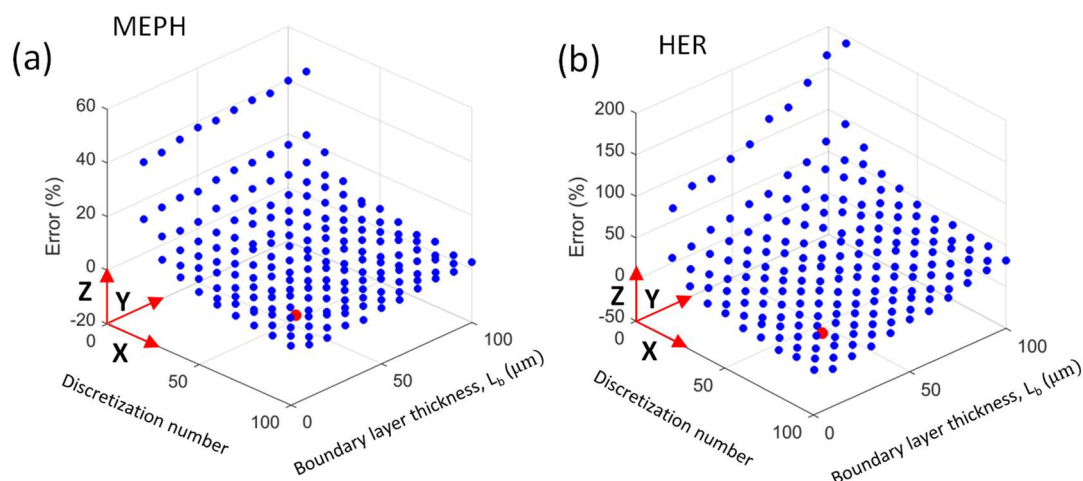 (a)
MEPH
60
40
20
0
-20
Error (%)
Z
Y
X
0
50
100
Discretization number
0
50
100
Boundary layer thickness, L_b (μm)
(b)
HER
200
150
100
50
0
-50
Error (%)
Z
Y
X
0
50
100
Discretization number
0
50
100
Boundary layer thickness, L_b (μm)